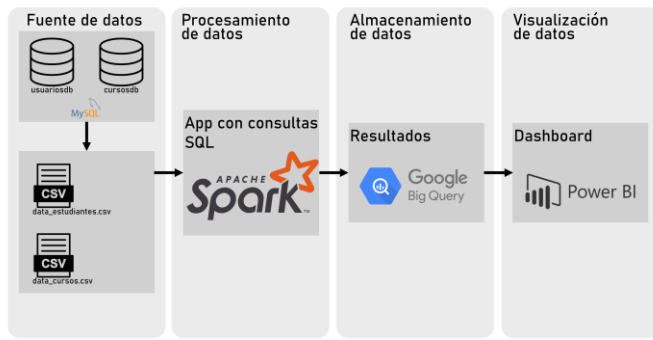 Fuente de datos
usuariosdb
cursosdb
MySQL
CSV
data_estudiantes.csv
CSV
data_cursos.csv
Procesamiento
de datos
App con consultas
SQL
APACHE
Spark
TM
Almacenamiento
de datos
Resultados
Google
Big Query
Visualización
de datos
Dashboard
Power BI